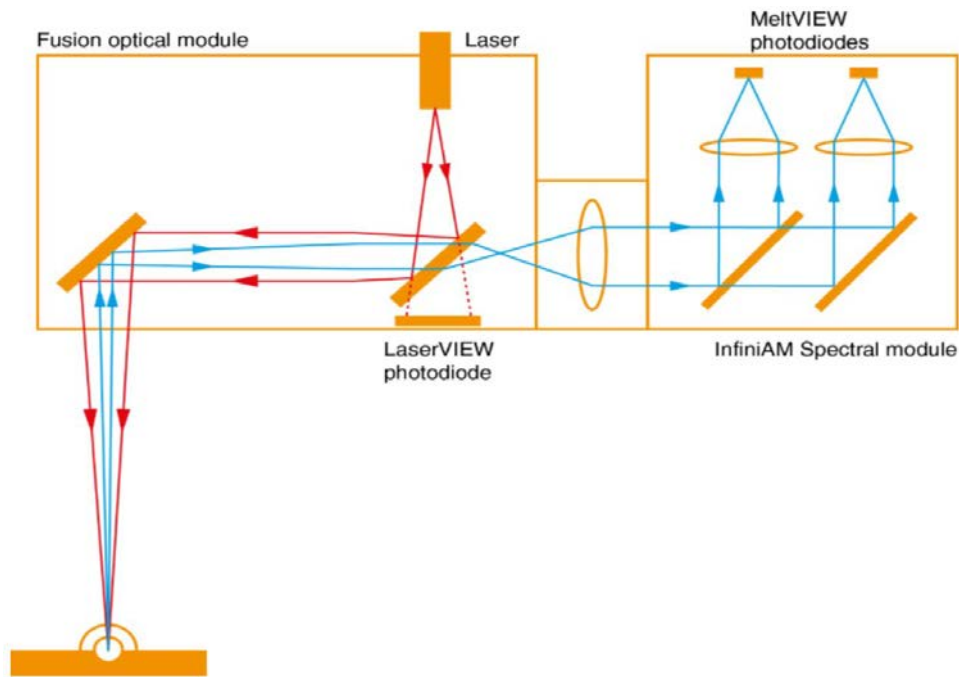 Fusion optical module
Laser
MeltVIEW
photodiodes
LaserVIEW
photodiode
InfiniAM Spectral module